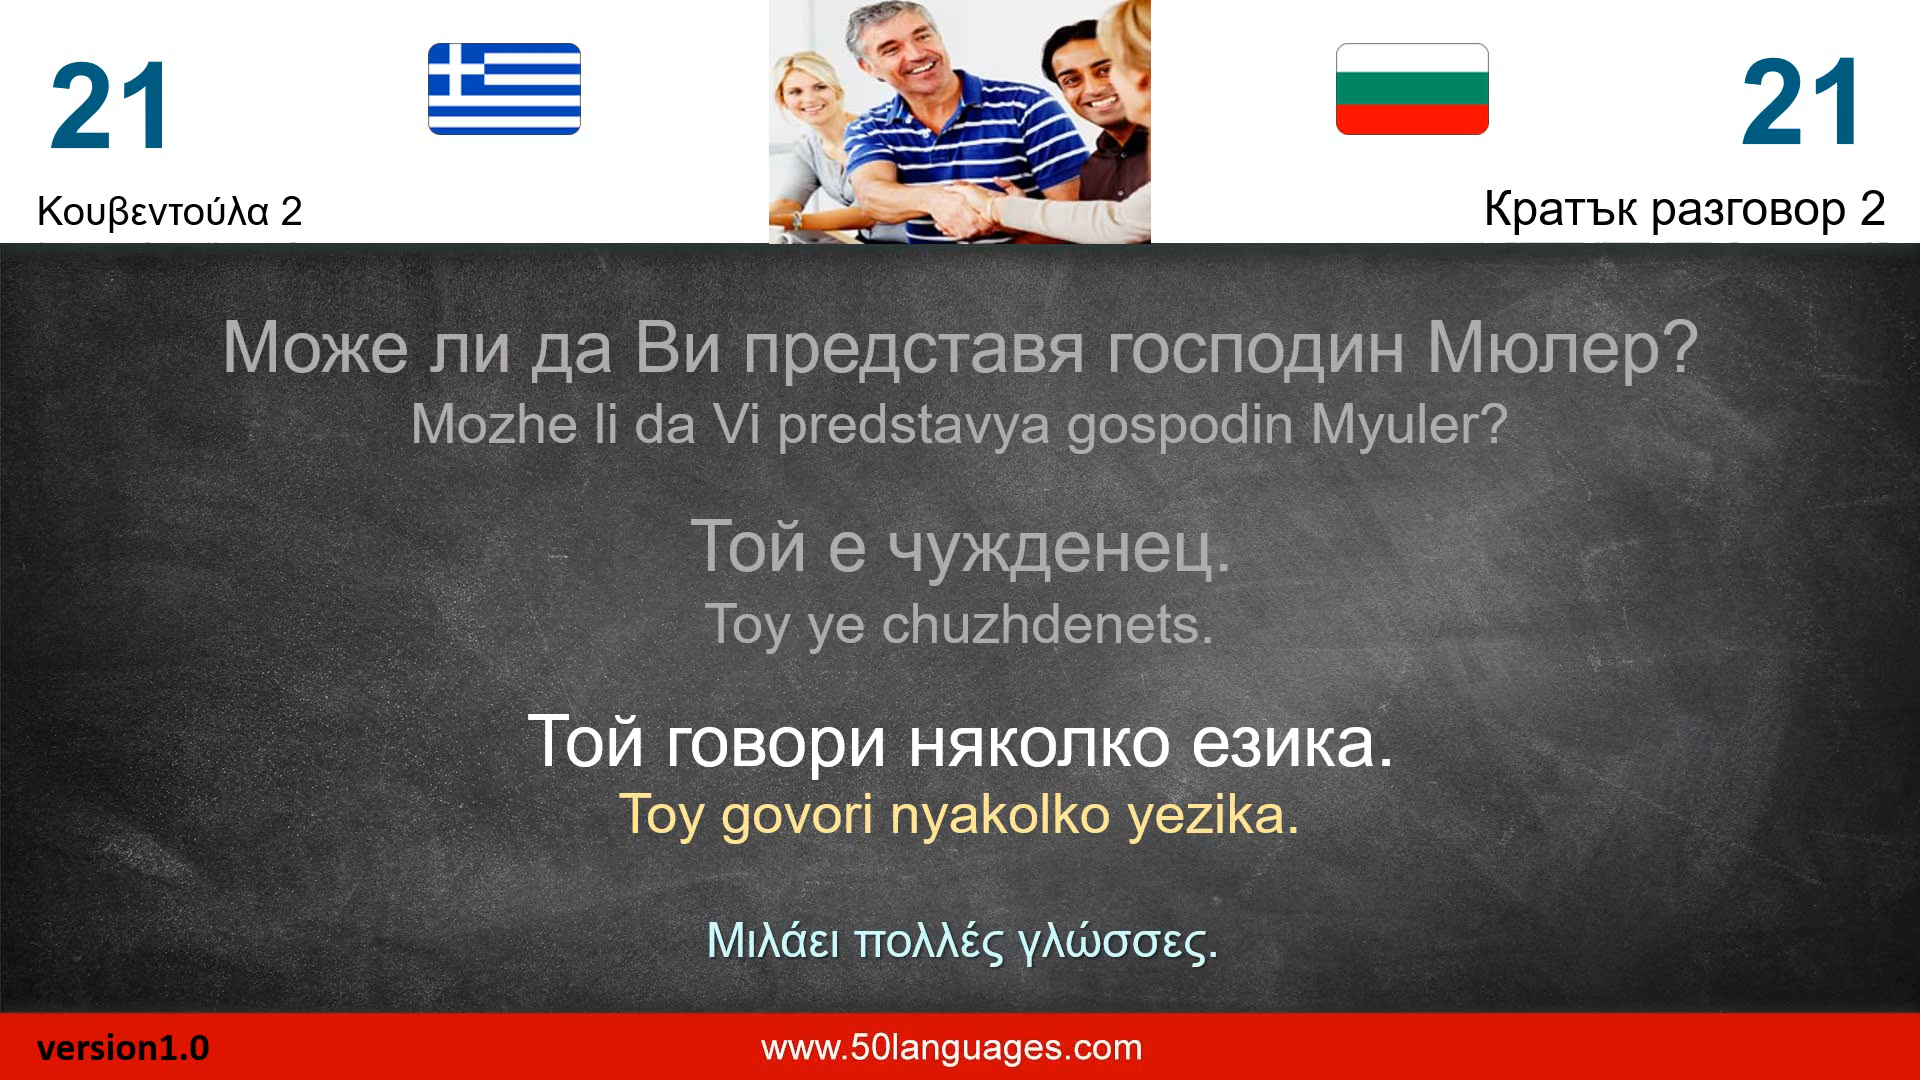 21
21
Κουβεντούλα 2
Кратък разговор 2
Може ли да Ви представя господин Мюлер?
Mozhe li da Vi predstavya gospodin Myuler?
Той е чужденец.
Toy ye chuzhdenets.
Той говори няколко езика.
Toy govori nyakolko yezika.
Μιλάει πολλές γλώσσες.
version1.0
www.50languages.com